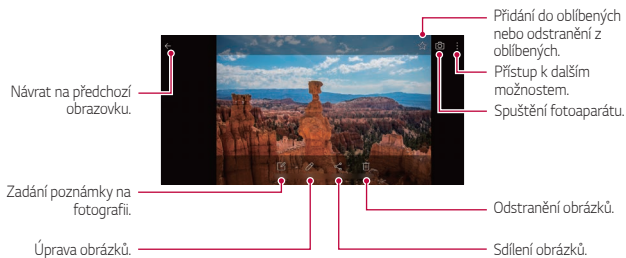 Přidání do oblíbených
nebo odstranění z
oblíbených.
Přístup k dalším
možnostem.
Návrat na předchozí
obrazovku.
Spuštění fotoaparátu.
Zadání poznámky na
fotografii.
Odstranění obrázků.
Úprava obrázků.
Sdílení obrázků.